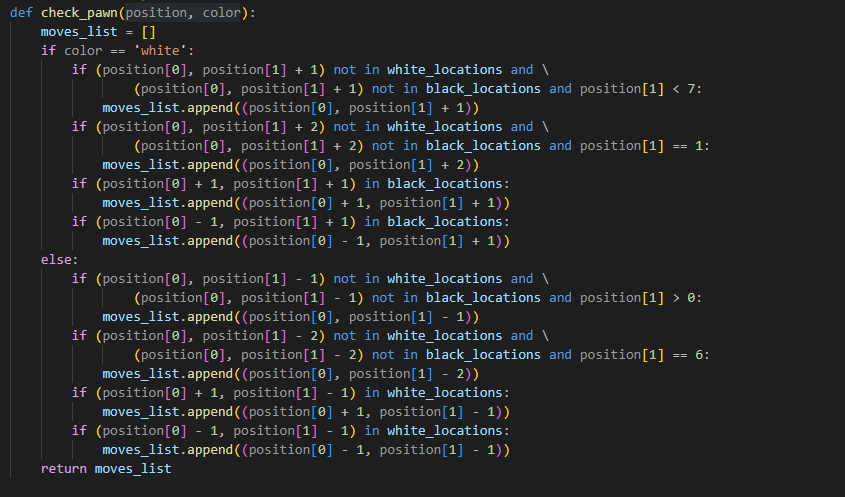 def check_pawn(position, color):
    moves_list = []
    if color == 'white':
        if (position[0], position[1] + 1) not in white_locations and \
                (position[0], position[1] + 1) not in black_locations and position[1] < 7:
            moves_list.append((position[0], position[1] + 1))
        if (position[0], position[1] + 2) not in white_locations and \
                (position[0], position[1] + 2) not in black_locations and position[1] == 1:
            moves_list.append((position[0], position[1] + 2))
        if (position[0] + 1, position[1] + 1) in black_locations:
            moves_list.append((position[0] + 1, position[1] + 1))
        if (position[0] - 1, position[1] + 1) in black_locations:
            moves_list.append((position[0] - 1, position[1] + 1))
    else:
        if (position[0], position[1] - 1) not in white_locations and \
                (position[0], position[1] - 1) not in black_locations and position[1] > 0:
            moves_list.append((position[0], position[1] - 1))
        if (position[0], position[1] - 2) not in white_locations and \
                (position[0], position[1] - 2) not in black_locations and position[1] == 6:
            moves_list.append((position[0], position[1] - 2))
        if (position[0] + 1, position[1] - 1) in white_locations:
            moves_list.append((position[0] + 1, position[1] - 1))
        if (position[0] - 1, position[1] - 1) in white_locations:
            moves_list.append((position[0] - 1, position[1] - 1))
    return moves_list